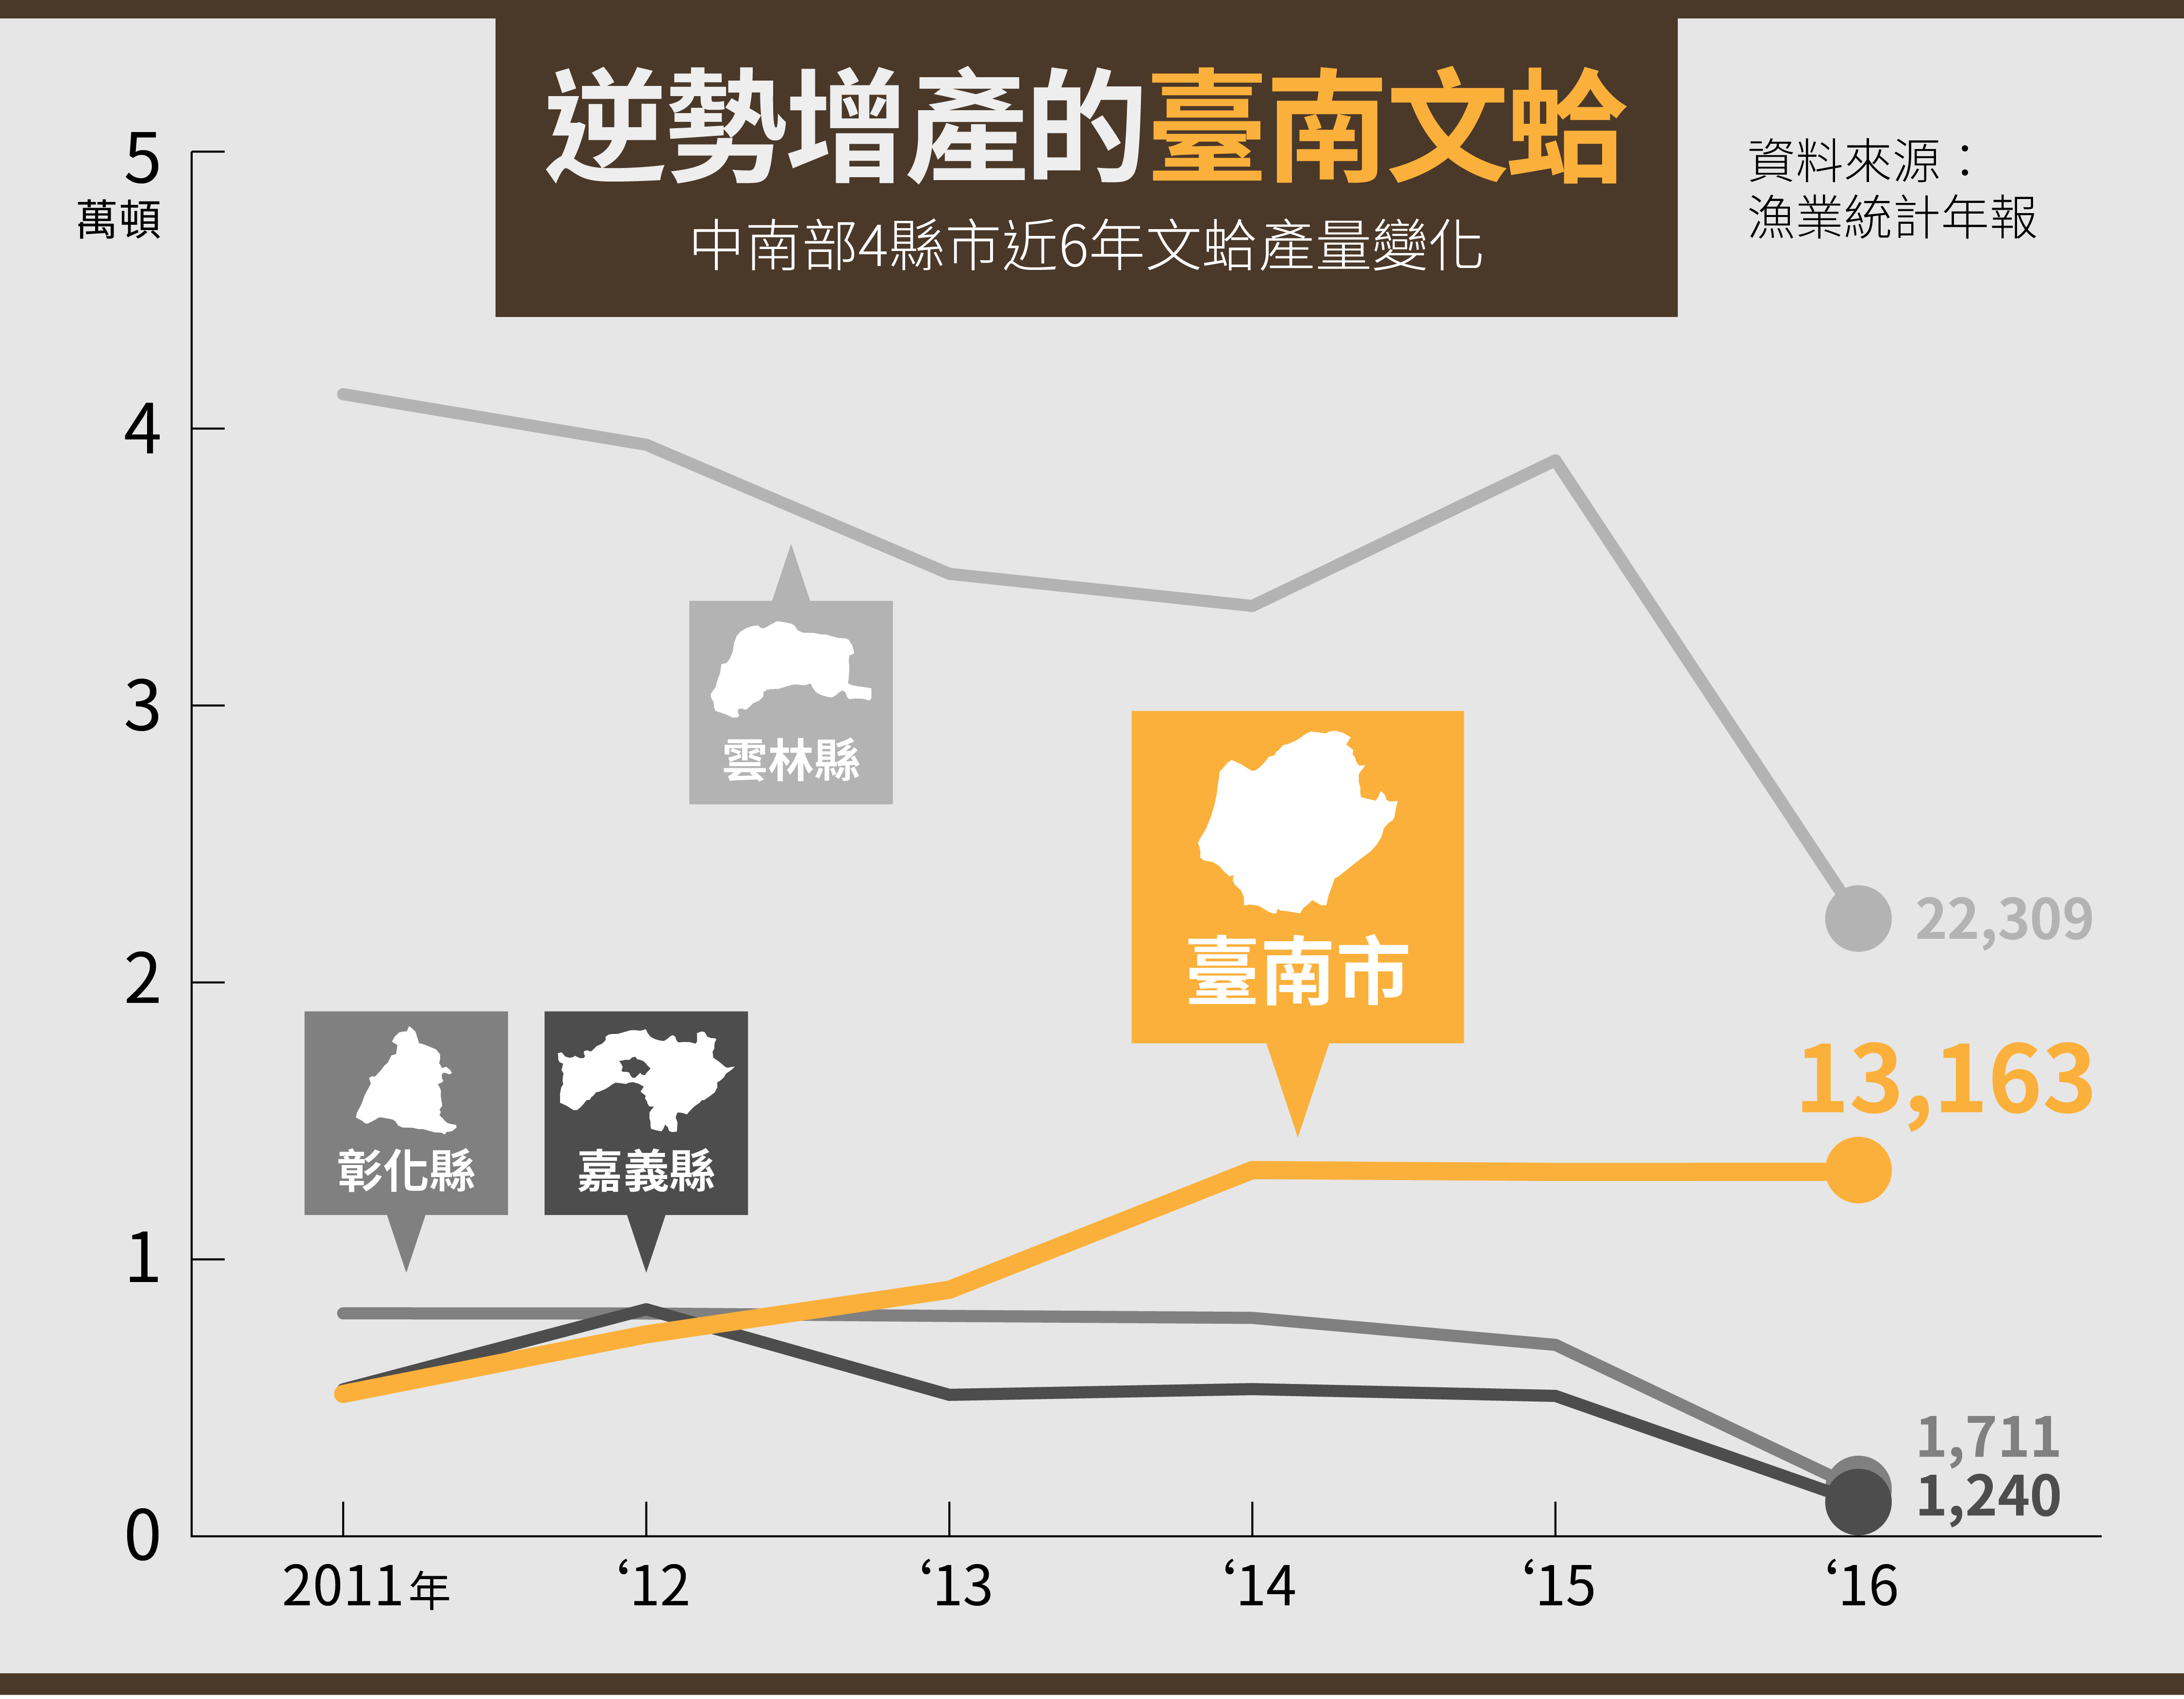 逆勢增產的臺南文蛤
中南部4縣市近6年文蛤產量變化
資料來源：
漁業統計年報
5
萬頓
4
3
2
1
0
雲林縣
臺南市
彰化縣
嘉義縣
22,309
13,163
1,711
1,240
2011年
‘12
‘13
‘14
‘15
‘16